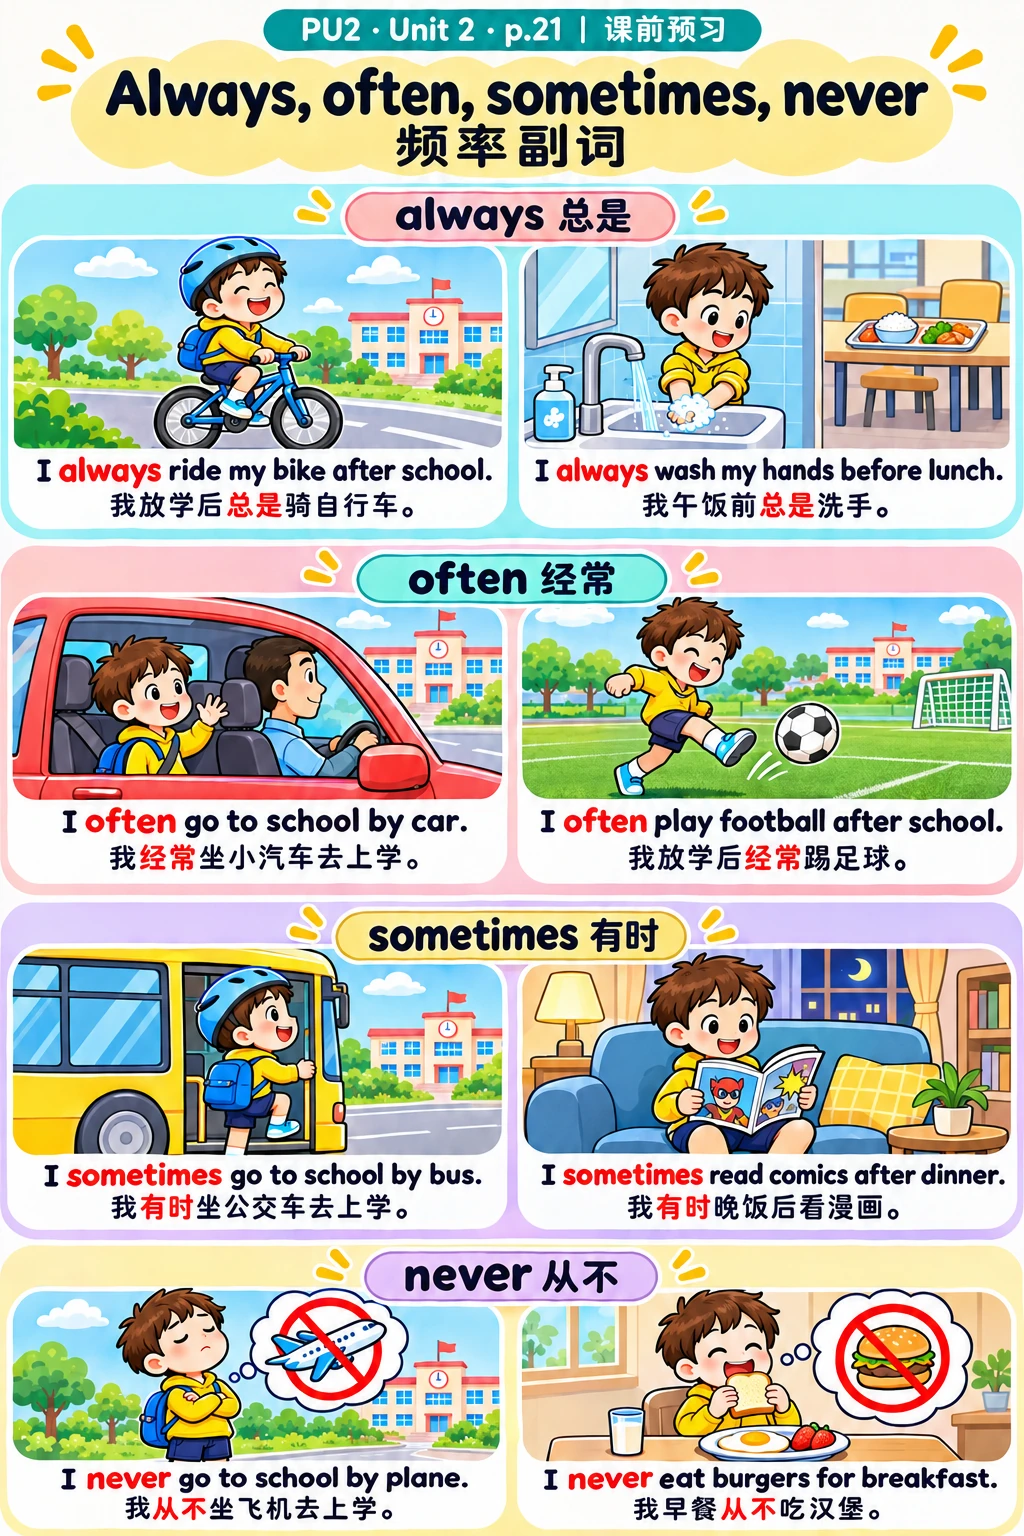 PU2 · Unit 2 · p.21 | 课前预习
Always, often, sometimes, never
频率副词
always 总是
I always ride my bike after school.
我放学后总是骑自行车。
I always wash my hands before lunch.
我午饭前总是洗手。
often 经常
I often go to school by car.
我经常坐小汽车去上学。
I often play football after school.
我放学后经常踢足球。
sometimes 有时
I sometimes go to school by bus.
我有时坐公交车去上学。
I sometimes read comics after dinner.
我有时晚饭后看漫画。
never 从不
I never go to school by plane.
我从不坐飞机去上学。
I never eat burgers for breakfast.
我早餐从不吃汉堡。